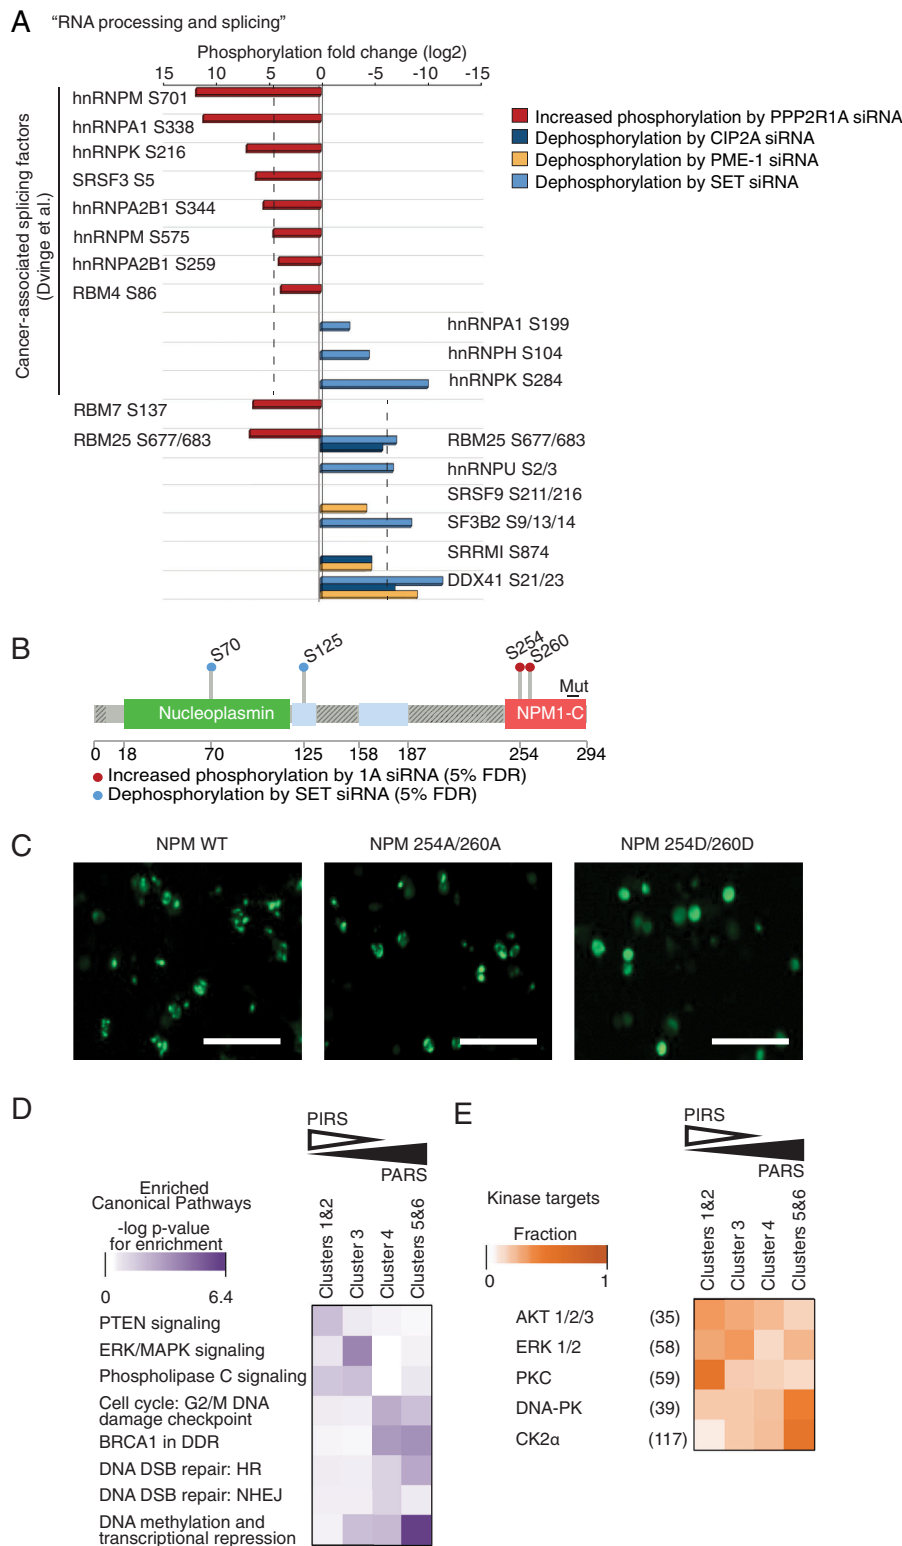 A "RNA processing and splicing"
Phosphorylation fold change (log2)
15 10 5 0 -5 -10 -15
Cancer-associated splicing factors
(Dvinge et al.)
hnRNPM S701
hnRNPA1 S338
hnRNPK S216
SRSF3 S5
hnRNPA2B1 S344
hnRNPM S575
hnRNPA2B1 S259
RBM4 S86
hnRNPA1 S199
hnRNPH S104
hnRNPK S284
RBM7 S137
RBM25 S677/683 RBM25 S677/683
hnRNPU S2/3
SRSF9 S211/216
SF3B2 S9/13/14
SRRMI S874
DDX41 S21/23
Increased phosphorylation by PPP2R1A siRNA
Dephosphorylation by CIP2A siRNA
Dephosphorylation by PME-1 siRNA
Dephosphorylation by SET siRNA
B
S70 S125 S254 S260
Mut
Nucleoplasmin NPM1-C
0 18 70 125 158 187 254 294
Increased phosphorylation by 1A siRNA (5% FDR)
Dephosphorylation by SET siRNA (5% FDR)
C
NPM WT NPM 254A/260A NPM 254D/260D
D
PIRS
PARS
Enriched
Canonical Pathways
-log p-value
for enrichment
0 6.4
Clusters 1&2
Cluster 3
Cluster 4
Clusters 5&6
PTEN signaling
ERK/MAPK signaling
Phospholipase C signaling
Cell cycle: G2/M DNA
damage checkpoint
BRCA1 in DDR
DNA DSB repair: HR
DNA DSB repair: NHEJ
DNA methylation and
transcriptional repression
E
PIRS
PARS
Kinase targets
Fraction
0 1
Clusters 1&2
Cluster 3
Cluster 4
Clusters 5&6
AKT 1/2/3 (35)
ERK 1/2 (58)
PKC (59)
DNA-PK (39)
CK2α (117)